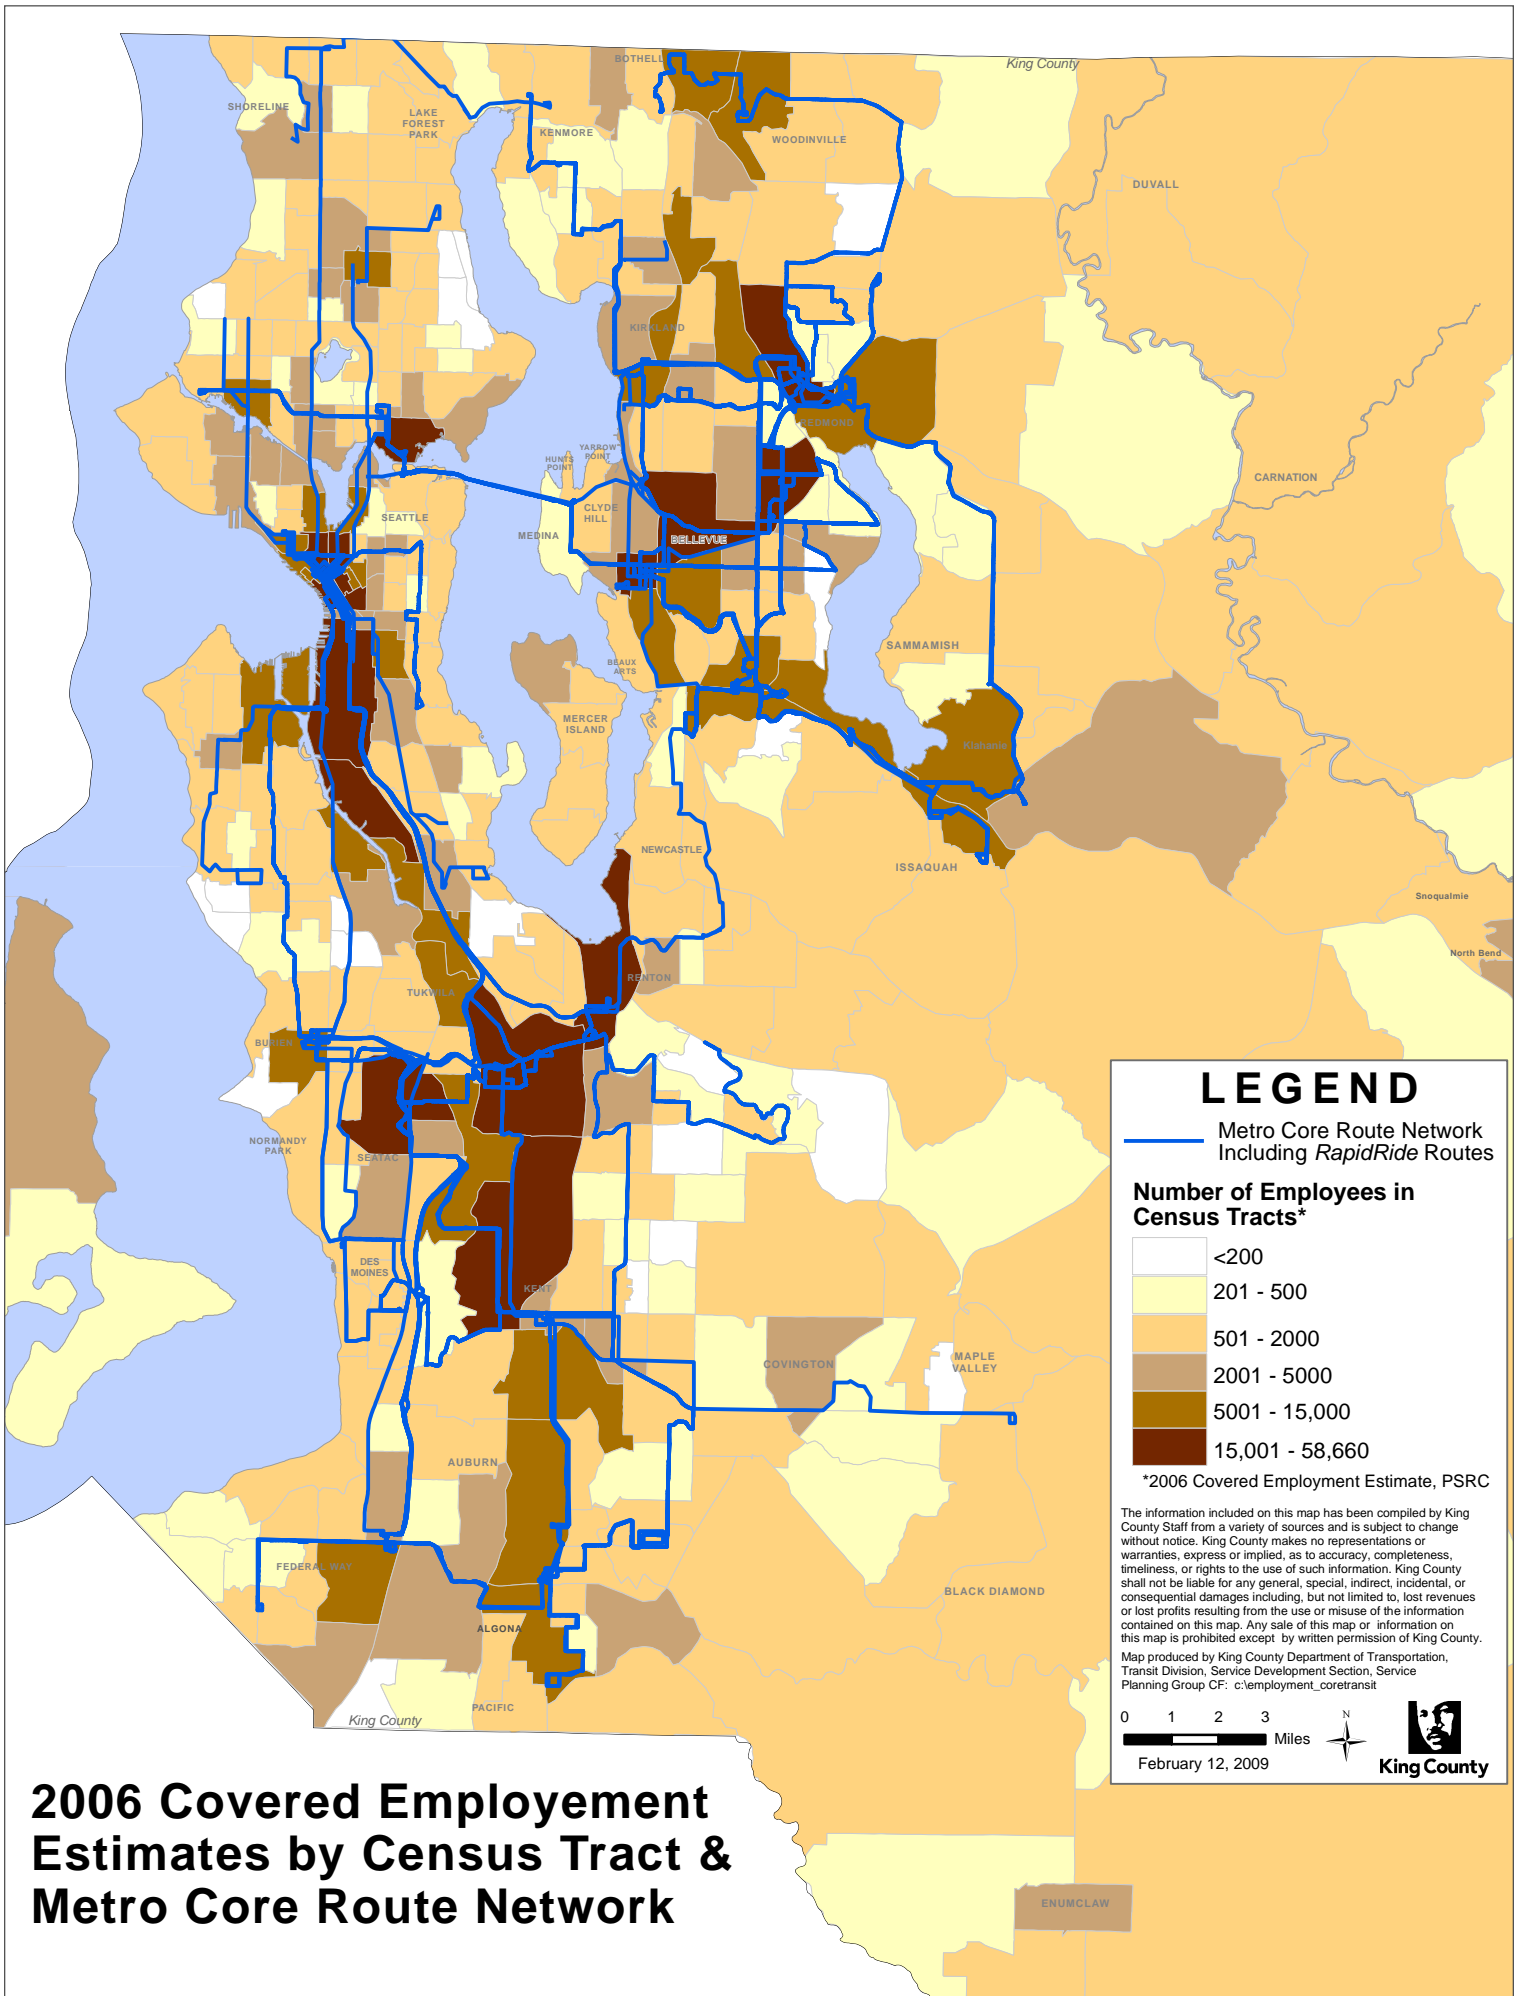 King County
BOTHELL
SHORELINE
LAKE
FOREST
PARK
KENMORE
WOODINVILLE
DUVALL
KIRKLAND
REDMOND
YARROW
POINT
HUNTS
POINT
CARNATION
CLYDE
HILL
SEATTLE
MEDINA
BELLEVUE
SAMMAMISH
BEAUX
ARTS
MERCER
ISLAND
Klahanie
NEWCASTLE
ISSAQUAH
Snoqualmie
North Bend
RENTON
TUKWILA
BURIEN
NORMANDY
PARK
SEATAC
DES
MOINES
KENT
COVINGTON
MAPLE
VALLEY
AUBURN
FEDERAL WAY
BLACK DIAMOND
ALGONA
PACIFIC
King County
ENUMCLAW
LEGEND
Metro Core Route Network
Including RapidRide Routes
Number of Employees in
Census Tracts*
<200
201 - 500
501 - 2000
2001 - 5000
5001 - 15,000
15,001 - 58,660
*2006 Covered Employment Estimate, PSRC
The information included on this map has been compiled by King
County Staff from a variety of sources and is subject to change
without notice. King County makes no representations or
warranties, express or implied, as to accuracy, completeness,
timeliness, or rights to the use of such information. King County
shall not be liable for any general, special, indirect, incidental, or
consequential damages including, but not limited to, lost revenues
or lost profits resulting from the use or misuse of the information
contained on this map. Any sale of this map or information on
this map is prohibited except by written permission of King County.
Map produced by King County Department of Transportation,
Transit Division, Service Development Section, Service
Planning Group CF: c:\employment_coretransit
0 1 2 3
Miles
N
February 12, 2009
King County
2006 Covered Employement
Estimates by Census Tract &
Metro Core Route Network